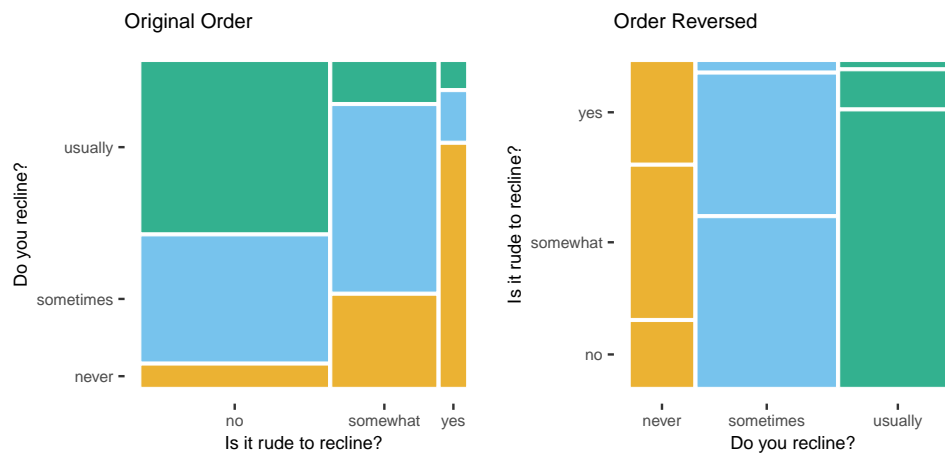 Original Order
Do you recline?
usually
sometimes
never
no somewhat yes
Is it rude to recline?
Order Reversed
Is it rude to recline?
yes
somewhat
no
never sometimes usually
Do you recline?